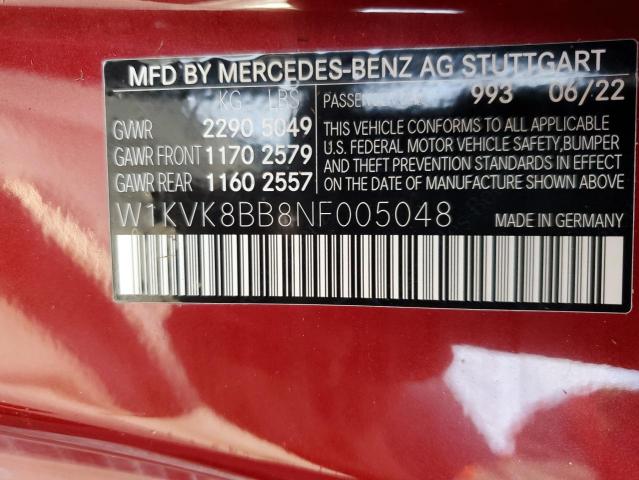 MFD BY MERCEDES-BENZ AG STUTTGART
KG LBS PASSENGER 993 06/22
GVWR 2290 5049
GAWR FRONT 1170 2579
GAWR REAR 1160 2557
THIS VEHICLE CONFORMS TO ALL APPLICABLE
U.S. FEDERAL MOTOR VEHICLE SAFETY,BUMPER
AND THEFT PREVENTION STANDARDS IN EFFECT
ON THE DATE OF MANUFACTURE SHOWN ABOVE.
W1KVK8BB8NF005048 MADE IN GERMANY